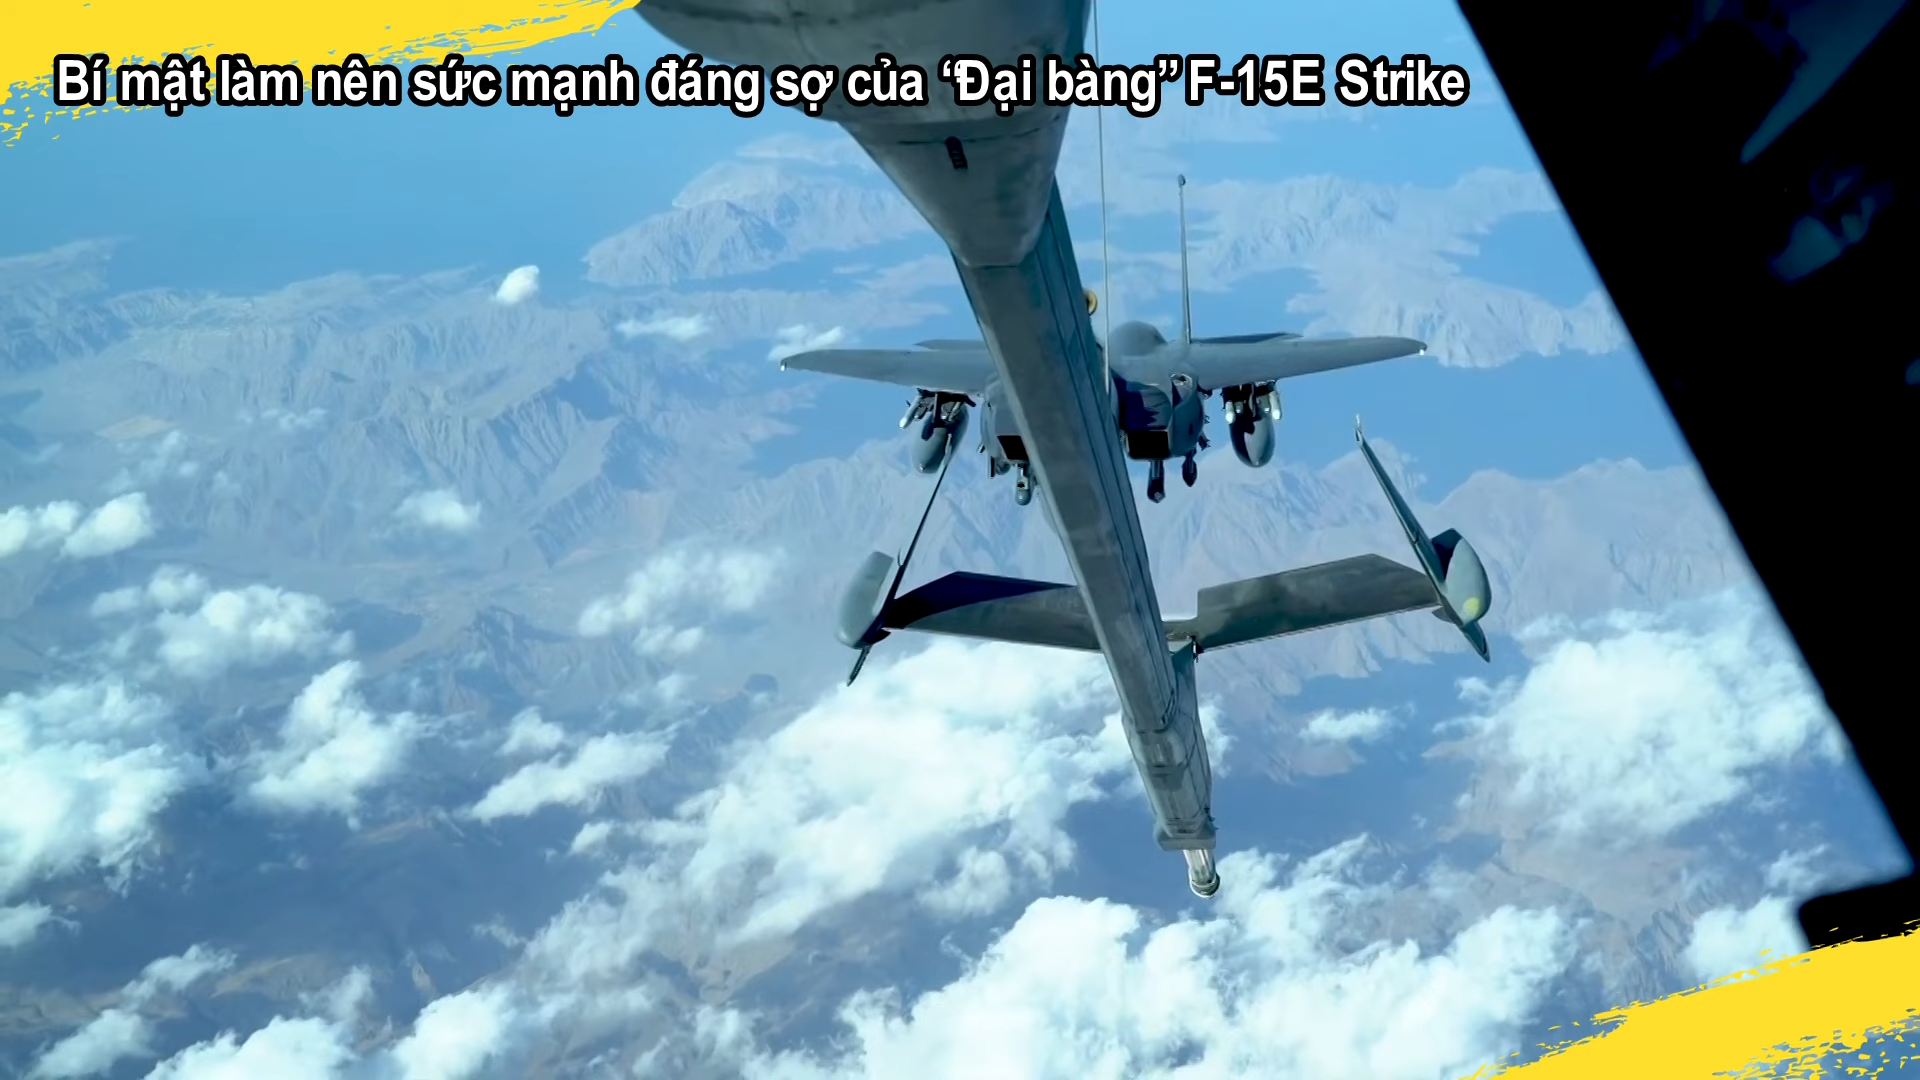 Bí mật làm nên sức mạnh đáng sợ của “Đại bàng” F-15E Strike